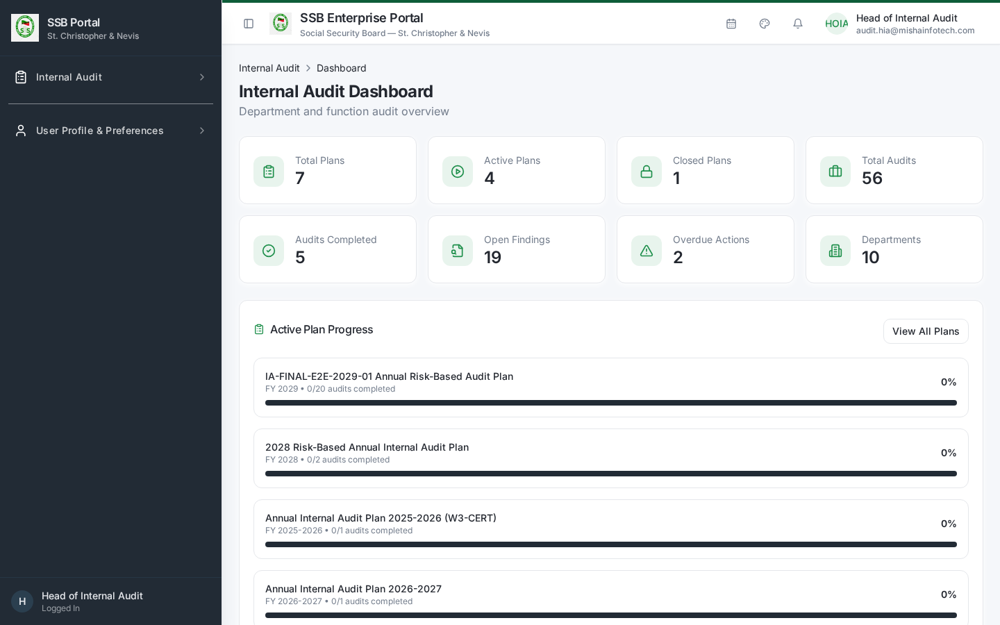 SSB Portal
St. Christopher & Nevis
Internal Audit
User Profile & Preferences
Head of Internal Audit
Logged In
H
SSB Enterprise Portal
Social Security Board — St. Christopher & Nevis
HOIA
Head of Internal Audit
audit.hia@mishainfotech.com
Internal Audit > Dashboard
Internal Audit Dashboard
Department and function audit overview
Total Plans
7
Active Plans
4
Closed Plans
1
Total Audits
56
Audits Completed
5
Open Findings
19
Overdue Actions
2
Departments
10
Active Plan Progress
View All Plans
IA-FINAL-E2E-2029-01 Annual Risk-Based Audit Plan
FY 2029 • 0/20 audits completed
0%
2028 Risk-Based Annual Internal Audit Plan
FY 2028 • 0/2 audits completed
0%
Annual Internal Audit Plan 2025-2026 (W3-CERT)
FY 2025-2026 • 0/1 audits completed
0%
Annual Internal Audit Plan 2026-2027
FY 2026-2027 • 0/1 audits completed
0%